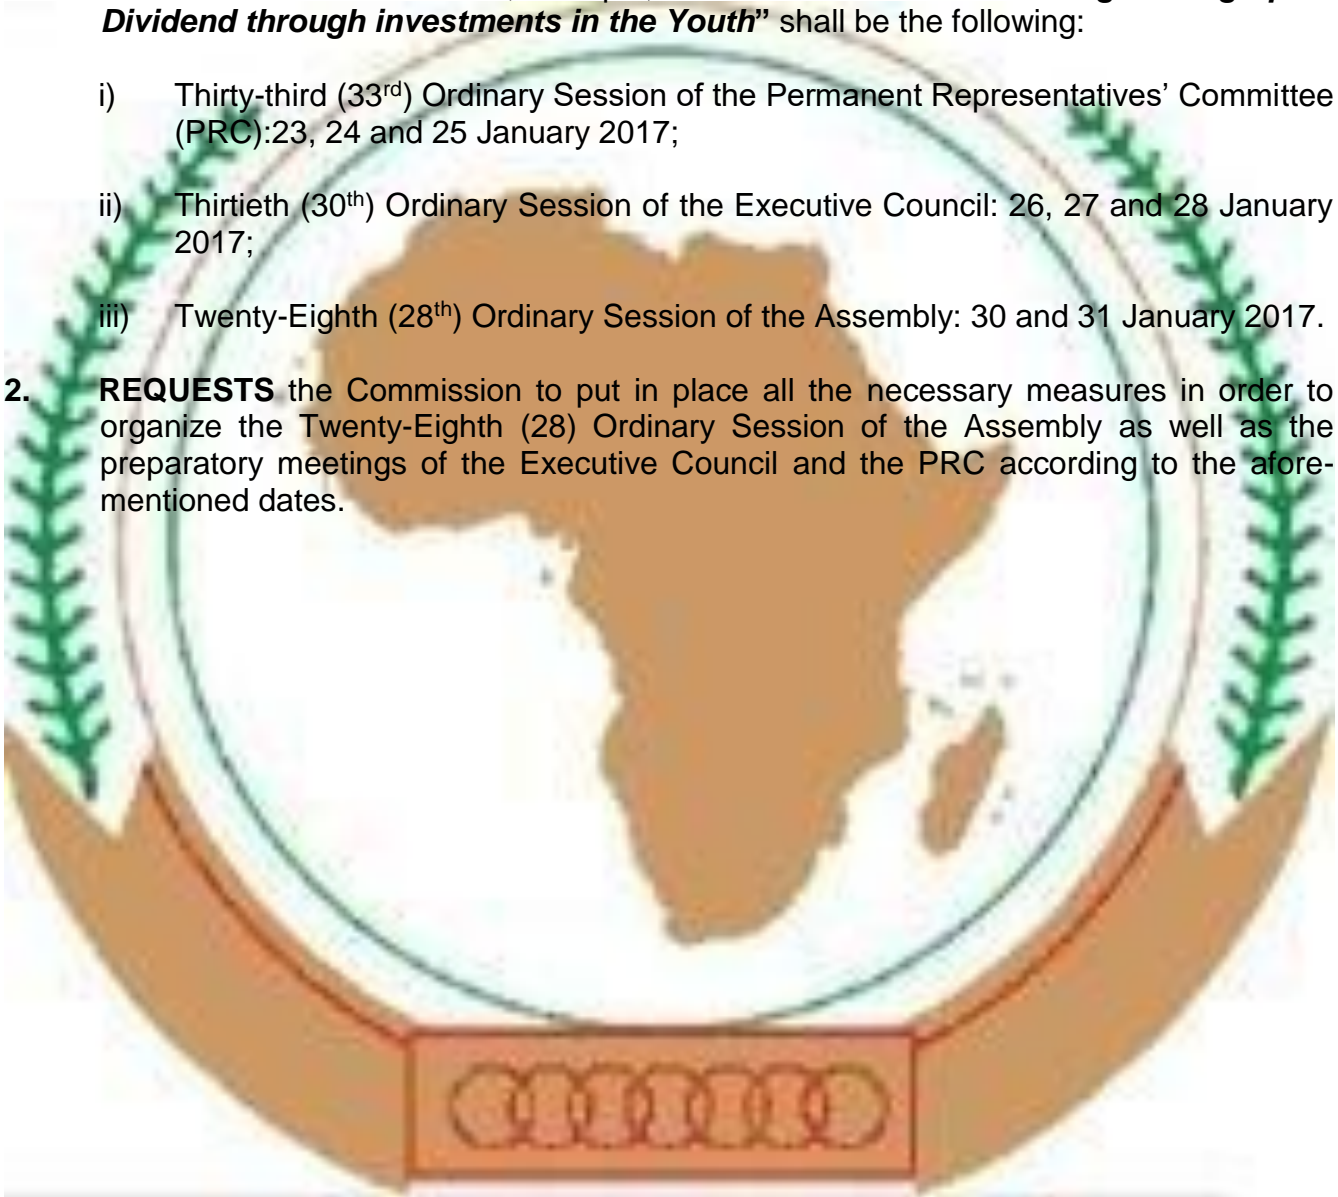 Dividend through investments in the Youth” shall be the following:
i) Thirty-third (33rd) Ordinary Session of the Permanent Representatives’ Committee
(PRC):23, 24 and 25 January 2017;
ii) Thirtieth (30th) Ordinary Session of the Executive Council: 26, 27 and 28 January
2017;
iii) Twenty-Eighth (28th) Ordinary Session of the Assembly: 30 and 31 January 2017.
2. REQUESTS the Commission to put in place all the necessary measures in order to
organize the Twenty-Eighth (28) Ordinary Session of the Assembly as well as the
preparatory meetings of the Executive Council and the PRC according to the afore-
mentioned dates.